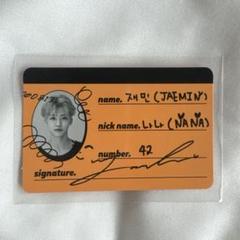 name. 재민 (JAEMIN)
nick name. 나나 (NANA)
number. 42
signature.